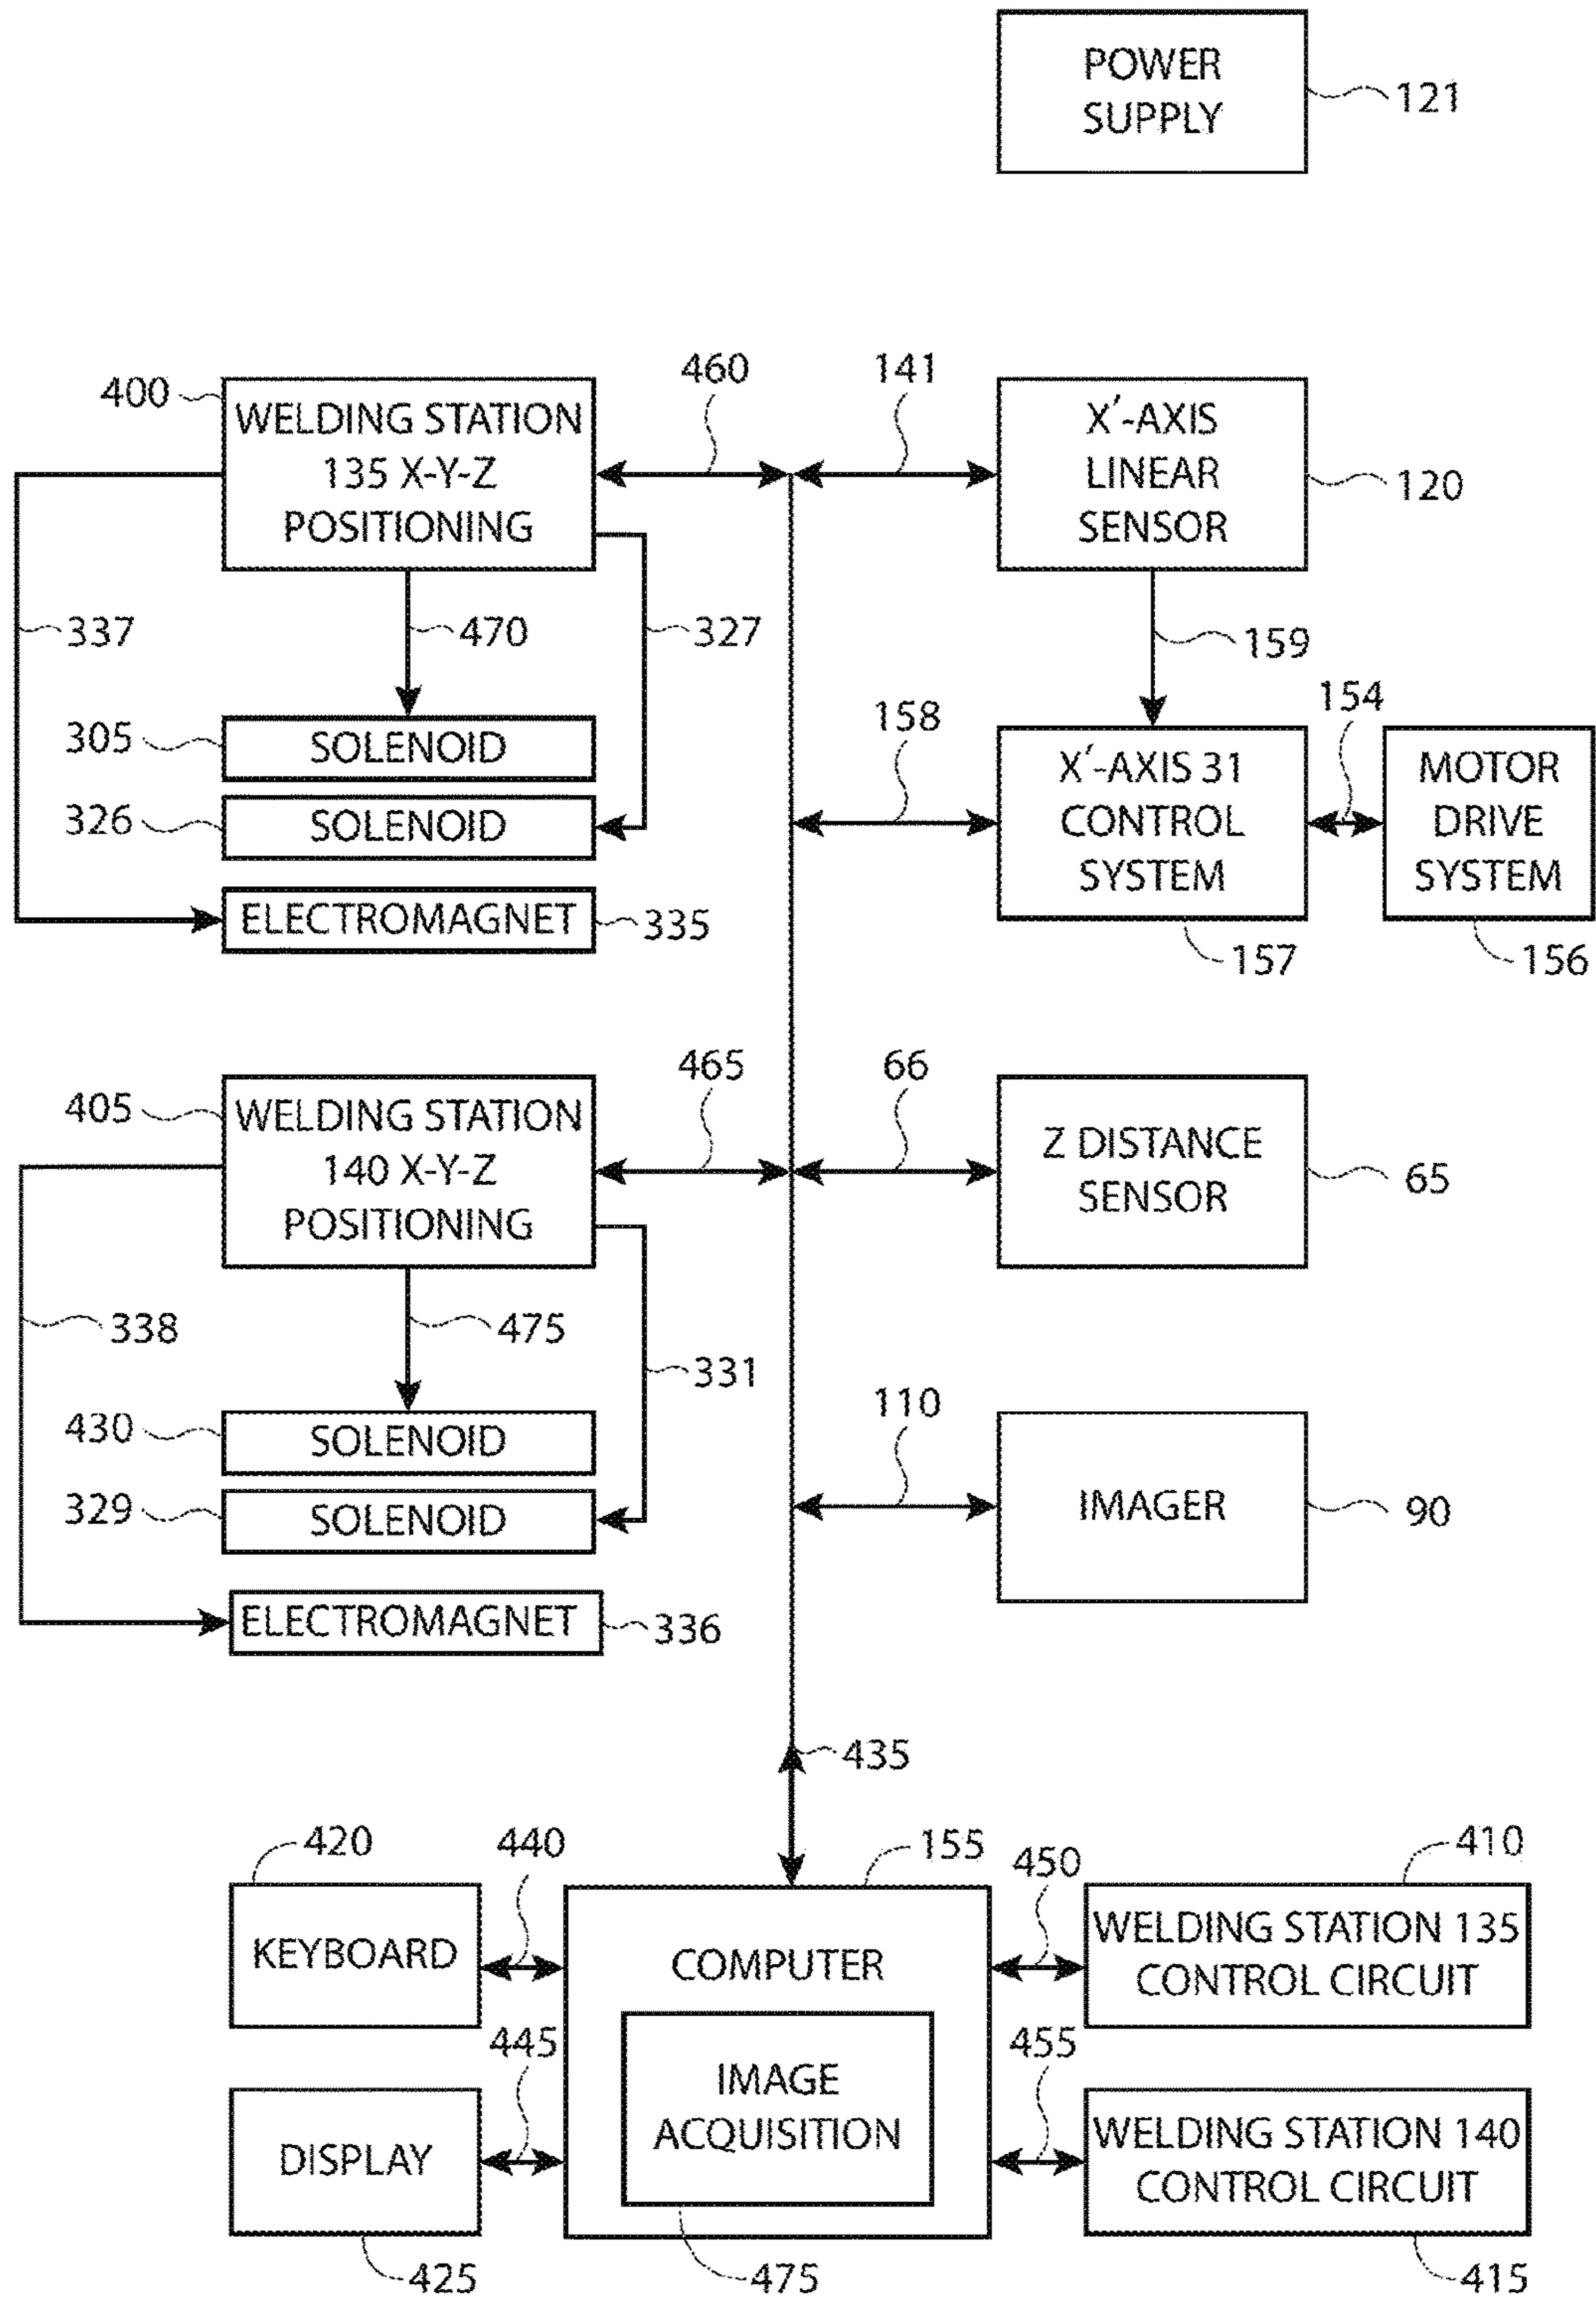 POWER
SUPPLY
121
400
WELDING STATION
135 X-Y-Z
POSITIONING
460
141
X′-AXIS
LINEAR
SENSOR
120
337
470
327
159
305
SOLENOID
326
SOLENOID
ELECTROMAGNET
335
158
X′-AXIS 31
CONTROL
SYSTEM
157
154
MOTOR
DRIVE
SYSTEM
156
405
WELDING STATION
140 X-Y-Z
POSITIONING
465
66
Z DISTANCE
SENSOR
65
338
475
331
430
SOLENOID
329
SOLENOID
ELECTROMAGNET
336
110
IMAGER
90
435
420
KEYBOARD
440
155
COMPUTER
450
410
WELDING STATION 135
CONTROL CIRCUIT
445
DISPLAY
425
IMAGE
ACQUISITION
475
455
WELDING STATION 140
CONTROL CIRCUIT
415